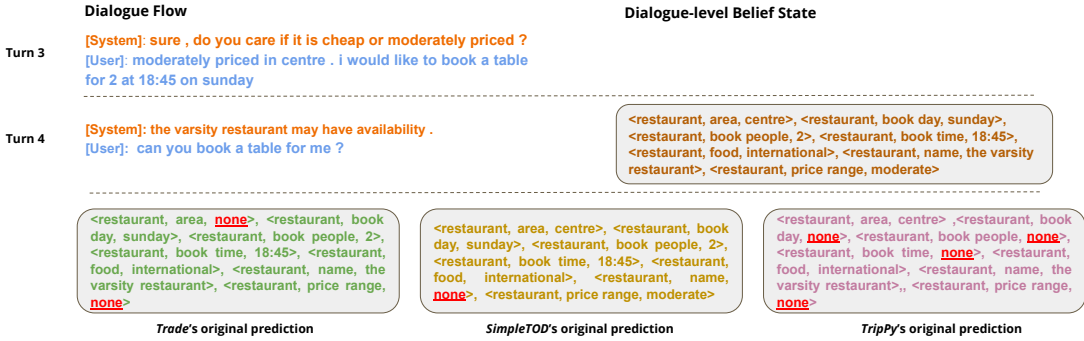 Dialogue Flow
Dialogue-level Belief State
Turn 3
[System]: sure , do you care if it is cheap or moderately priced ?
[User]: moderately priced in centre . i would like to book a table
for 2 at 18:45 on sunday
Turn 4
[System]: the varsity restaurant may have availability .
[User]: can you book a table for me ?
<restaurant, area, centre>, <restaurant, book day, sunday>,
<restaurant, book people, 2>, <restaurant, book time, 18:45>,
<restaurant, food, international>, <restaurant, name, the varsity
restaurant>, <restaurant, price range, moderate>
<restaurant, area, none>, <restaurant, book
day, sunday>, <restaurant, book people, 2>,
<restaurant, book time, 18:45>, <restaurant,
food, international>, <restaurant, name, the
varsity restaurant>, <restaurant, price range,
none>
Trade's original prediction
<restaurant, area, centre>, <restaurant, book
day, sunday>, <restaurant, book people, 2>,
<restaurant, book time, 18:45>, <restaurant,
food, international>, <restaurant, name,
none>, <restaurant, price range, moderate>
SimpleTOD's original prediction
<restaurant, area, centre> ,<restaurant, book
day, none>, <restaurant, book people, none>,
<restaurant, book time, none>, <restaurant,
food, international>, <restaurant, name, the
varsity restaurant>,, <restaurant, price range,
none>
TripPy's original prediction